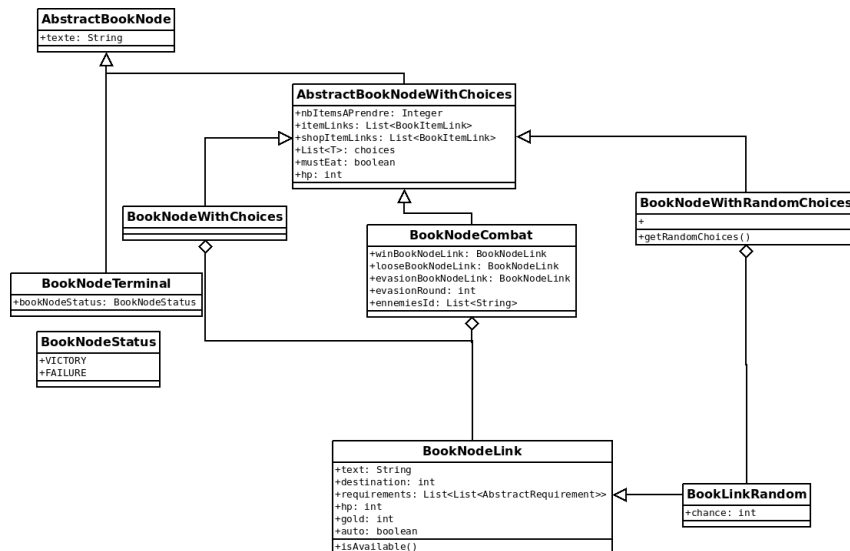 AbstractBookNode
+texte: String
AbstractBookNodeWithChoices
+nbItemsAPrendre: Integer
+itemLinks: List<BookItemLink>
+shopItemLinks: List<BookItemLink>
+List<T>: choices
+mustEat: boolean
+hp: int
BookNodeWithChoices
BookNodeCombat
+winBookNodeLink: BookNodeLink
+looseBookNodeLink: BookNodeLink
+evasionBookNodeLink: BookNodeLink
+evasionRound: int
+ennemiesId: List<String>
BookNodeWithRandomChoices
+
+getRandomChoices()
BookNodeTerminal
+bookNodeStatus: BookNodeStatus
BookNodeStatus
+VICTORY
+FAILURE
BookNodeLink
+text: String
+destination: int
+requirements: List<List<AbstractRequirement>>
+hp: int
+gold: int
+auto: boolean
+isAvailable()
BookLinkRandom
+chance: int